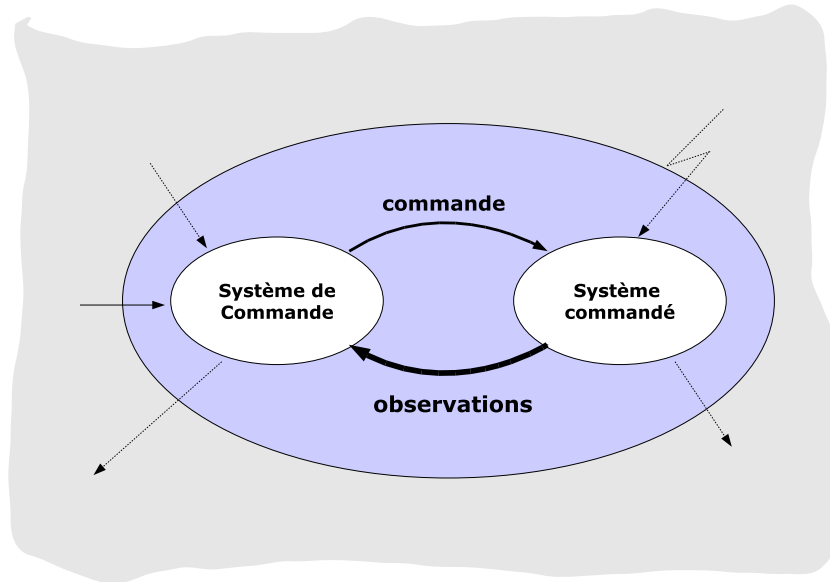 commande
Système de
Commande
Système
commandé
observations